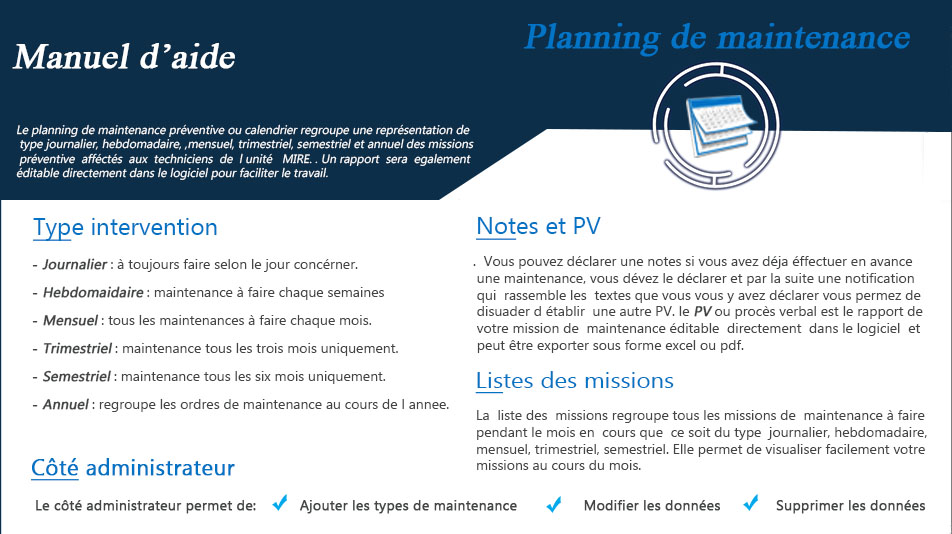 Manuel d’aide
Planning de maintenance
Le planning de maintenance préventive ou calendrier regroupe une représentation de
type journalier, hebdomadaire, ,mensuel, trimestriel, semestriel et annuel des missions
préventive afféctés aux techniciens de l unité MIRE. . Un rapport sera egalement
éditable directement dans le logiciel pour faciliter le travail.
Type intervention
- Journalier : à toujours faire selon le jour concérner.
- Hebdomaidaire : maintenance à faire chaque semaines
- Mensuel : tous les maintenances à faire chaque mois.
- Trimestriel : maintenance tous les trois mois uniquement.
- Semestriel : maintenance tous les six mois uniquement.
- Annuel : regroupe les ordres de maintenance au cours de l annee.
Notes et PV
. Vous pouvez déclarer une notes si vous avez déja éffectuer en avance
une maintenance, vous dévez le déclarer et par la suite une notification
qui rassemble les textes que vous vous y avez déclarer vous permez de
disuader d établir une autre PV. le PV ou procès verbal est le rapport de
votre mission de maintenance éditable directement dans le logiciel et
peut être exporter sous forme excel ou pdf.
Listes des missions
La liste des missions regroupe tous les missions de maintenance à faire
pendant le mois en cours que ce soit du type journalier, hebdomadaire,
mensuel, trimestriel, semestriel. Elle permet de visualiser facilement votre
missions au cours du mois.
Côté administrateur
Le côté administrateur permet de: Ajouter les types de maintenance Modifier les données Supprimer les données